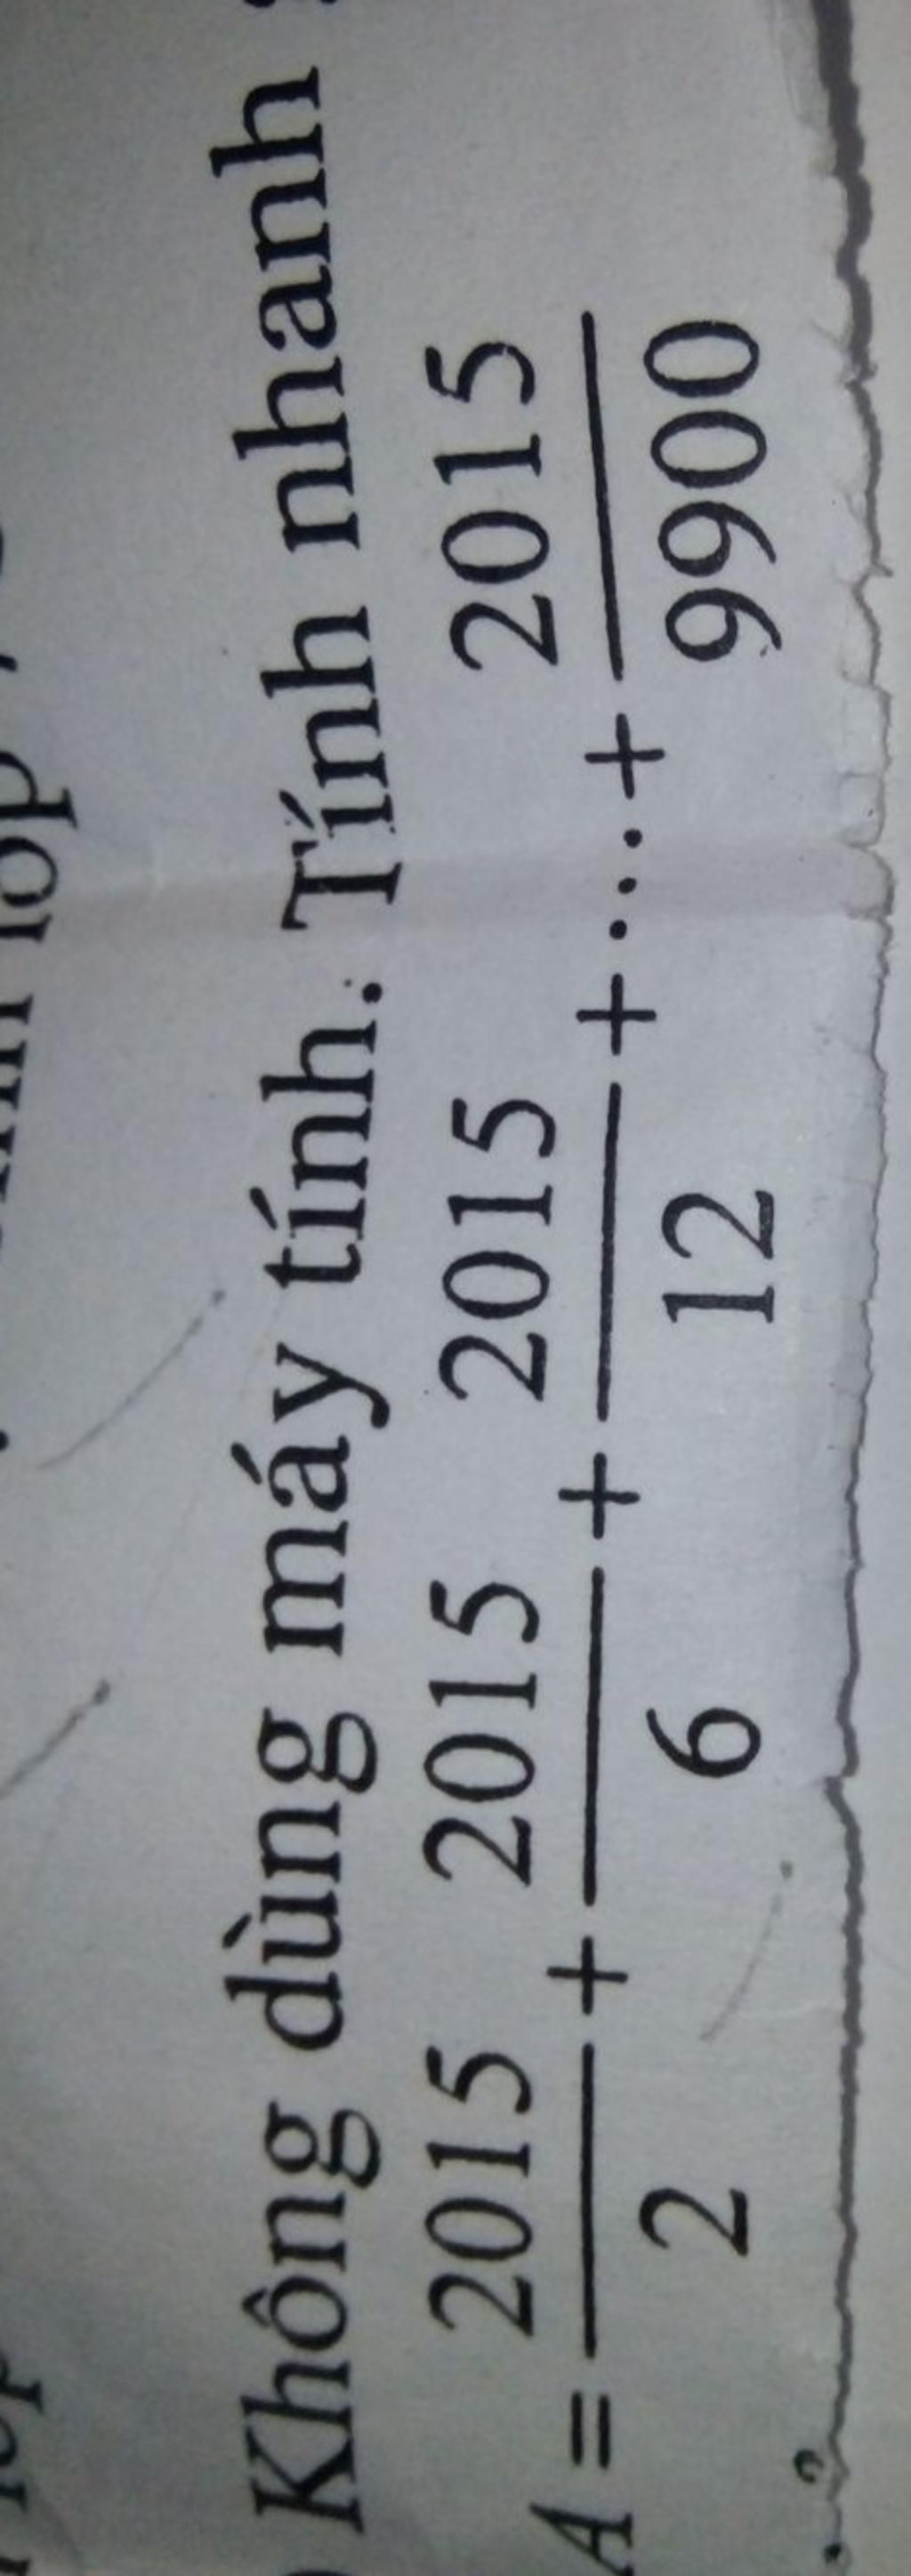 Không dùng máy tính. Tính nhanh :
A = 2015/2 + 2015/6 + 2015/12 + ... + 2015/9900